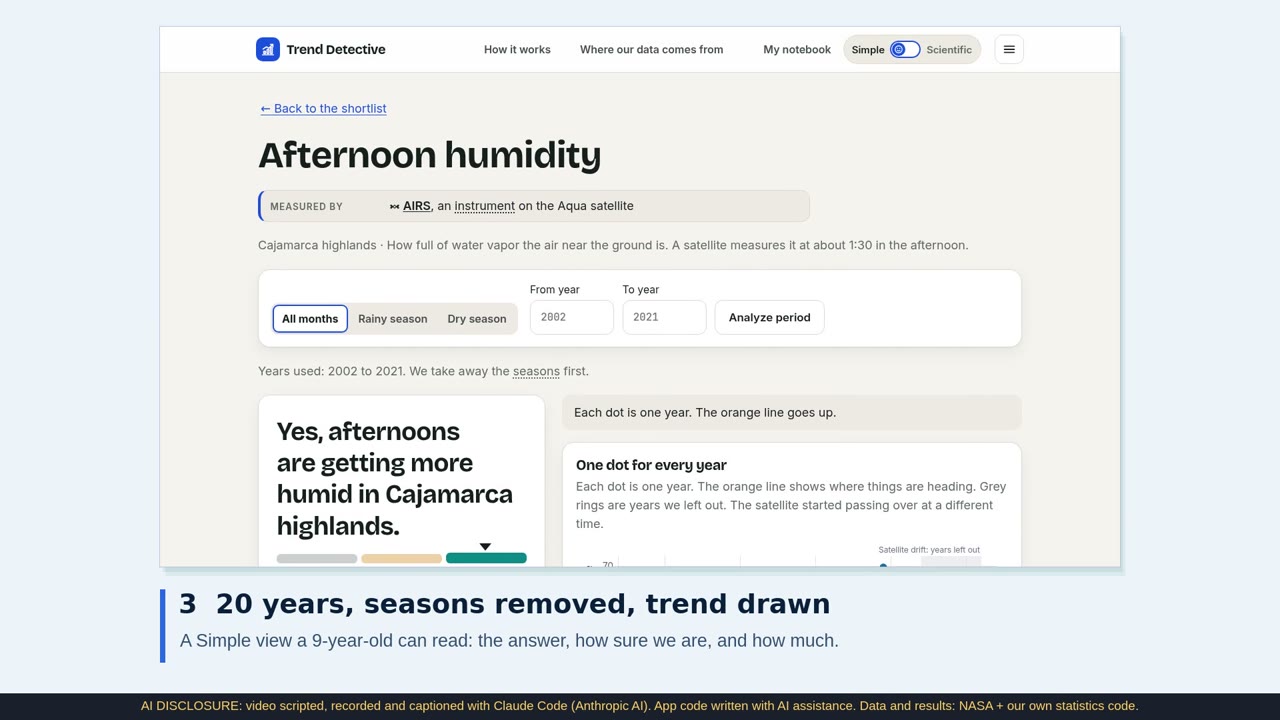 Trend Detective
How it works
Where our data comes from
My notebook
Simple
Scientific
← Back to the shortlist
Afternoon humidity
MEASURED BY
AIRS, an instrument on the Aqua satellite
Cajamarca highlands · How full of water vapor the air near the ground is. A satellite measures it at about 1:30 in the afternoon.
All months
Rainy season
Dry season
From year
2002
To year
2021
Analyze period
Years used: 2002 to 2021. We take away the seasons first.
Yes, afternoons
are getting more
humid in Cajamarca
highlands.
Each dot is one year. The orange line goes up.
One dot for every year
Each dot is one year. The orange line shows where things are heading. Grey
rings are years we left out. The satellite started passing over at a different
time.
Satellite drift: years left out
70
3 20 years, seasons removed, trend drawn
A Simple view a 9-year-old can read: the answer, how sure we are, and how much.
AI DISCLOSURE: video scripted, recorded and captioned with Claude Code (Anthropic AI). App code written with AI assistance. Data and results: NASA + our own statistics code.